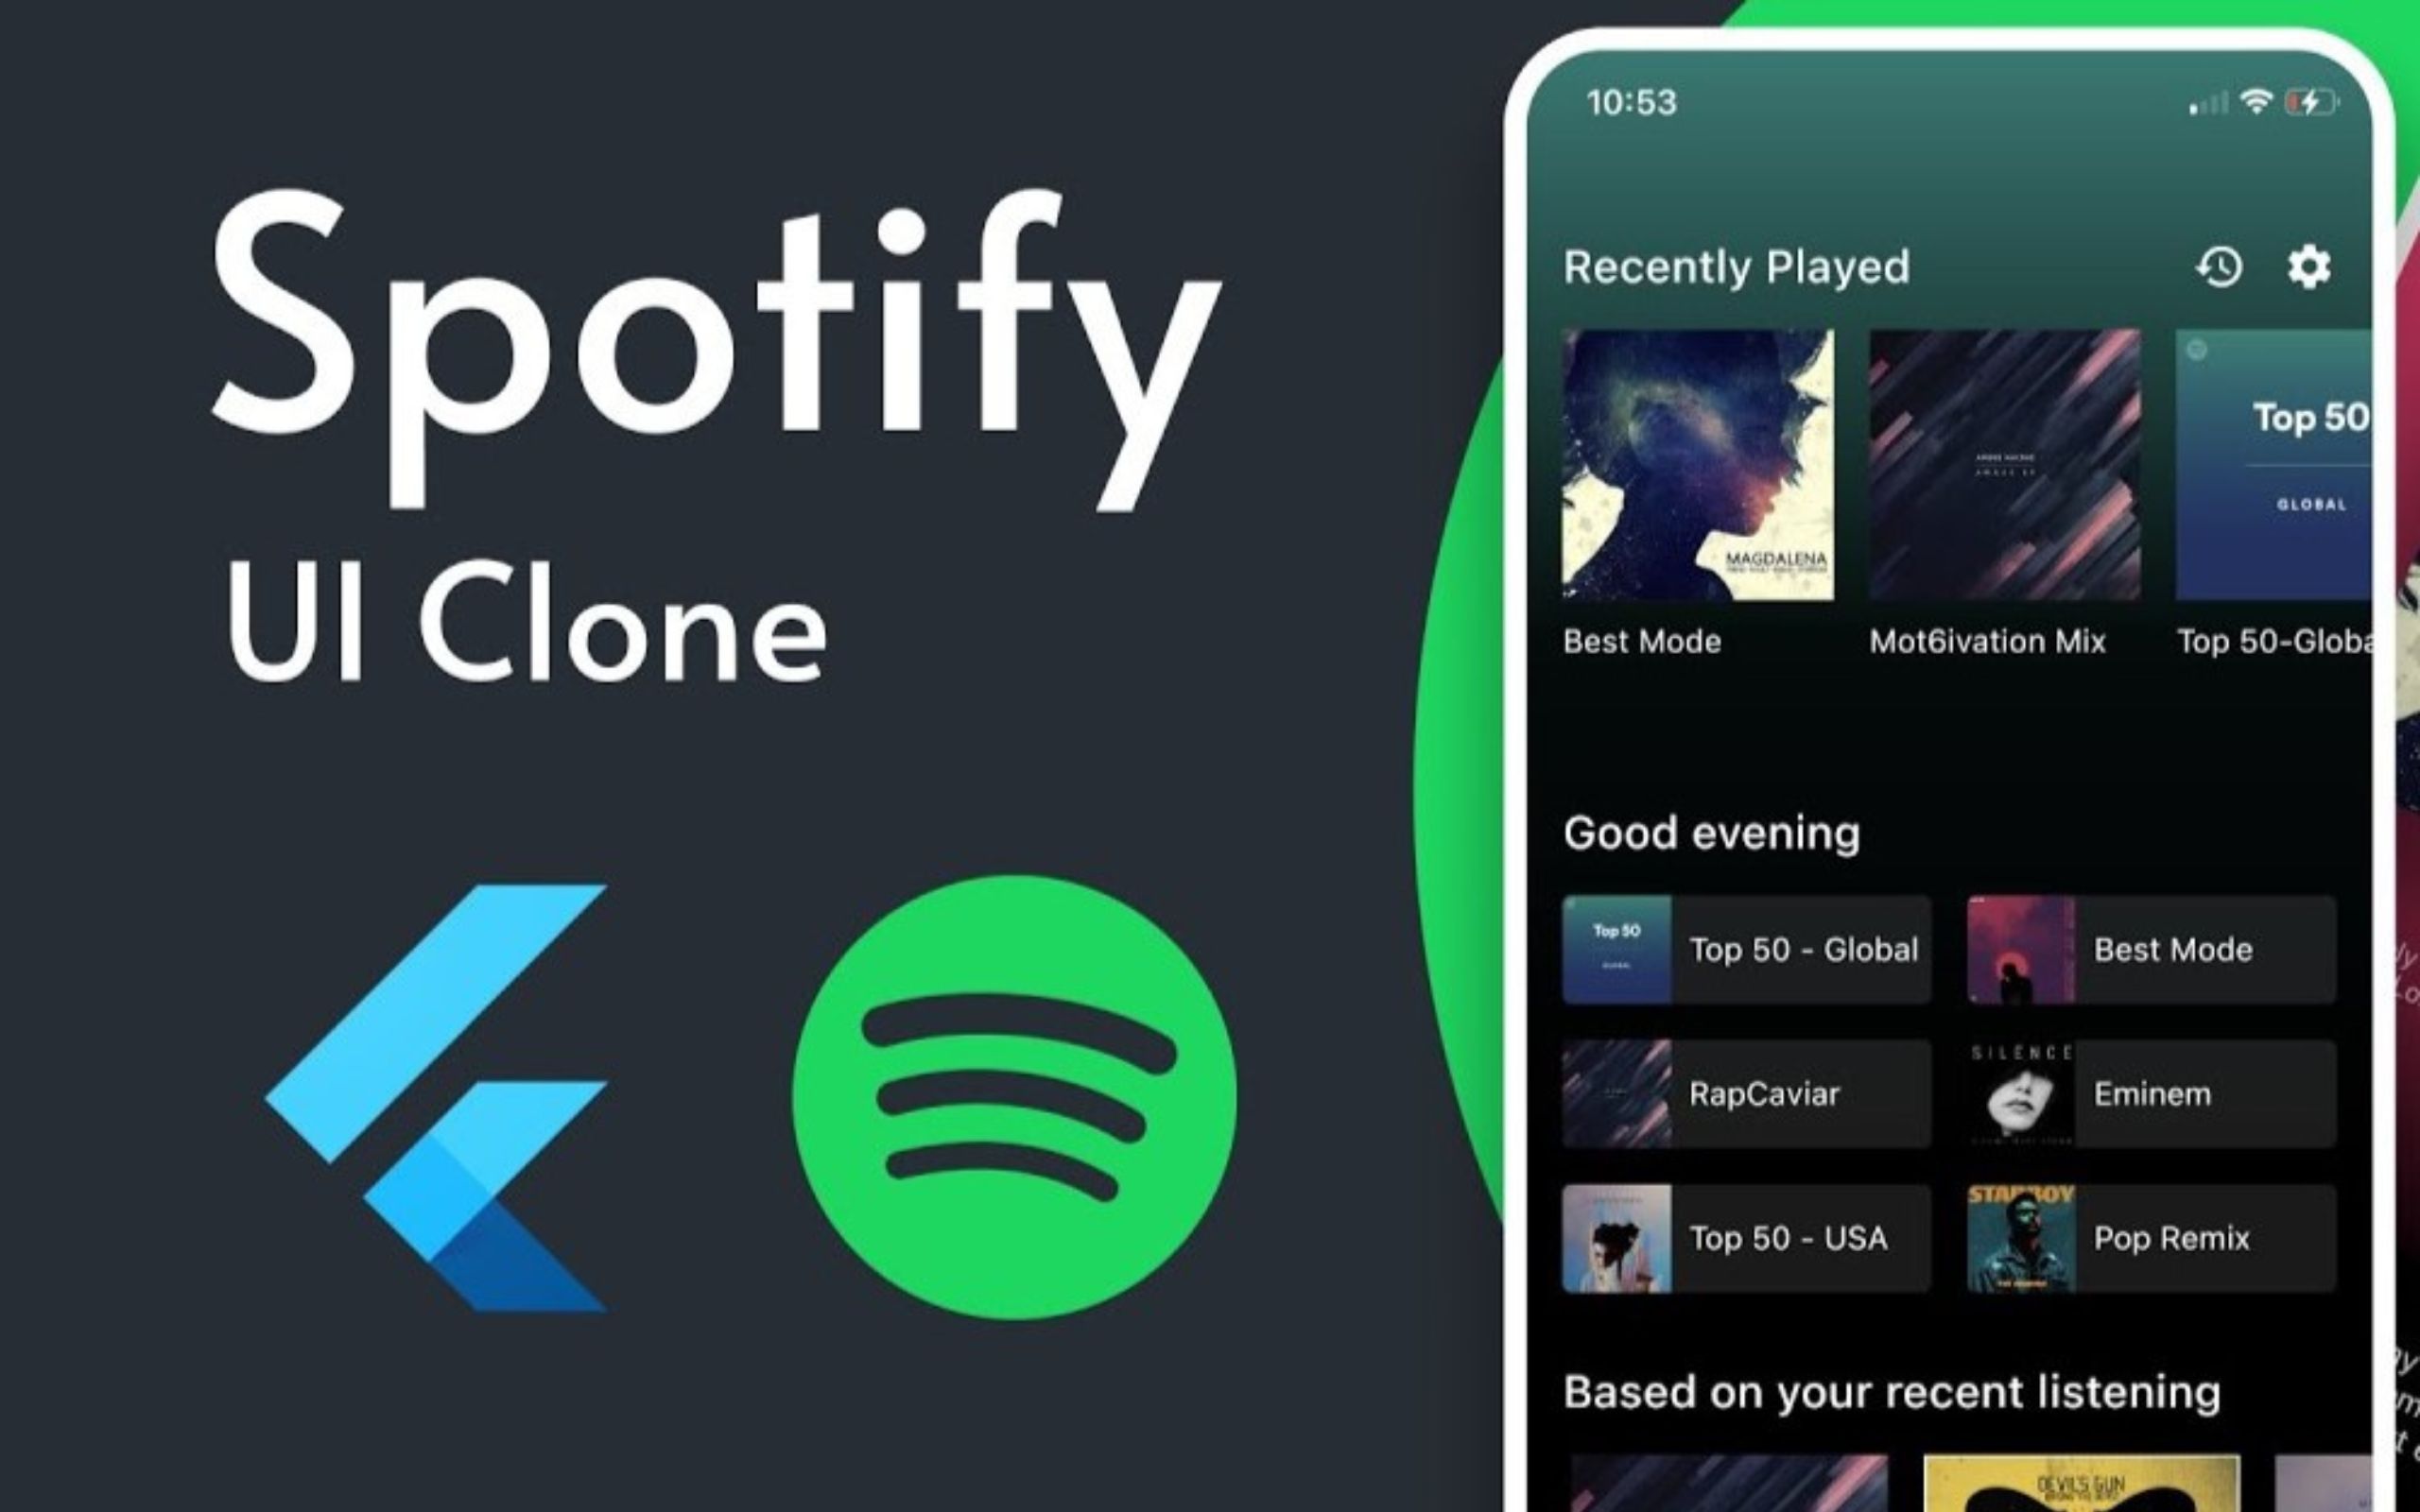 Spotify
UI Clone
10:53
Recently Played
MAGDALENA
Top 50
GLOBAL
Best Mode
Mot6ivation Mix
Top 50-Globa
Good evening
Top 50
GLOBAL
Top 50 - Global
Best Mode
RapCaviar
SILENCE
Eminem
Top 50 - USA
STARBOY
Pop Remix
Based on your recent listening
DEVIL'S GUN